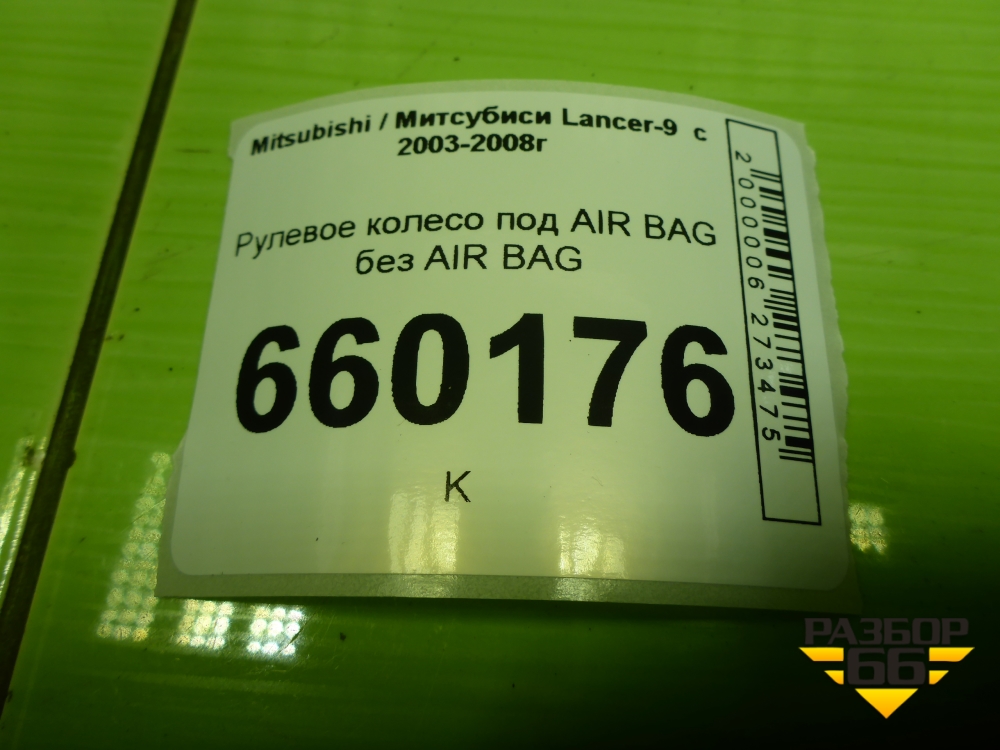 Mitsubishi / Митсубиси Lancer-9 с
2003-2008г
Рулевое колесо под AIR BAG
без AIR BAG
660176
К
2000006273475
РАЗБОР
66